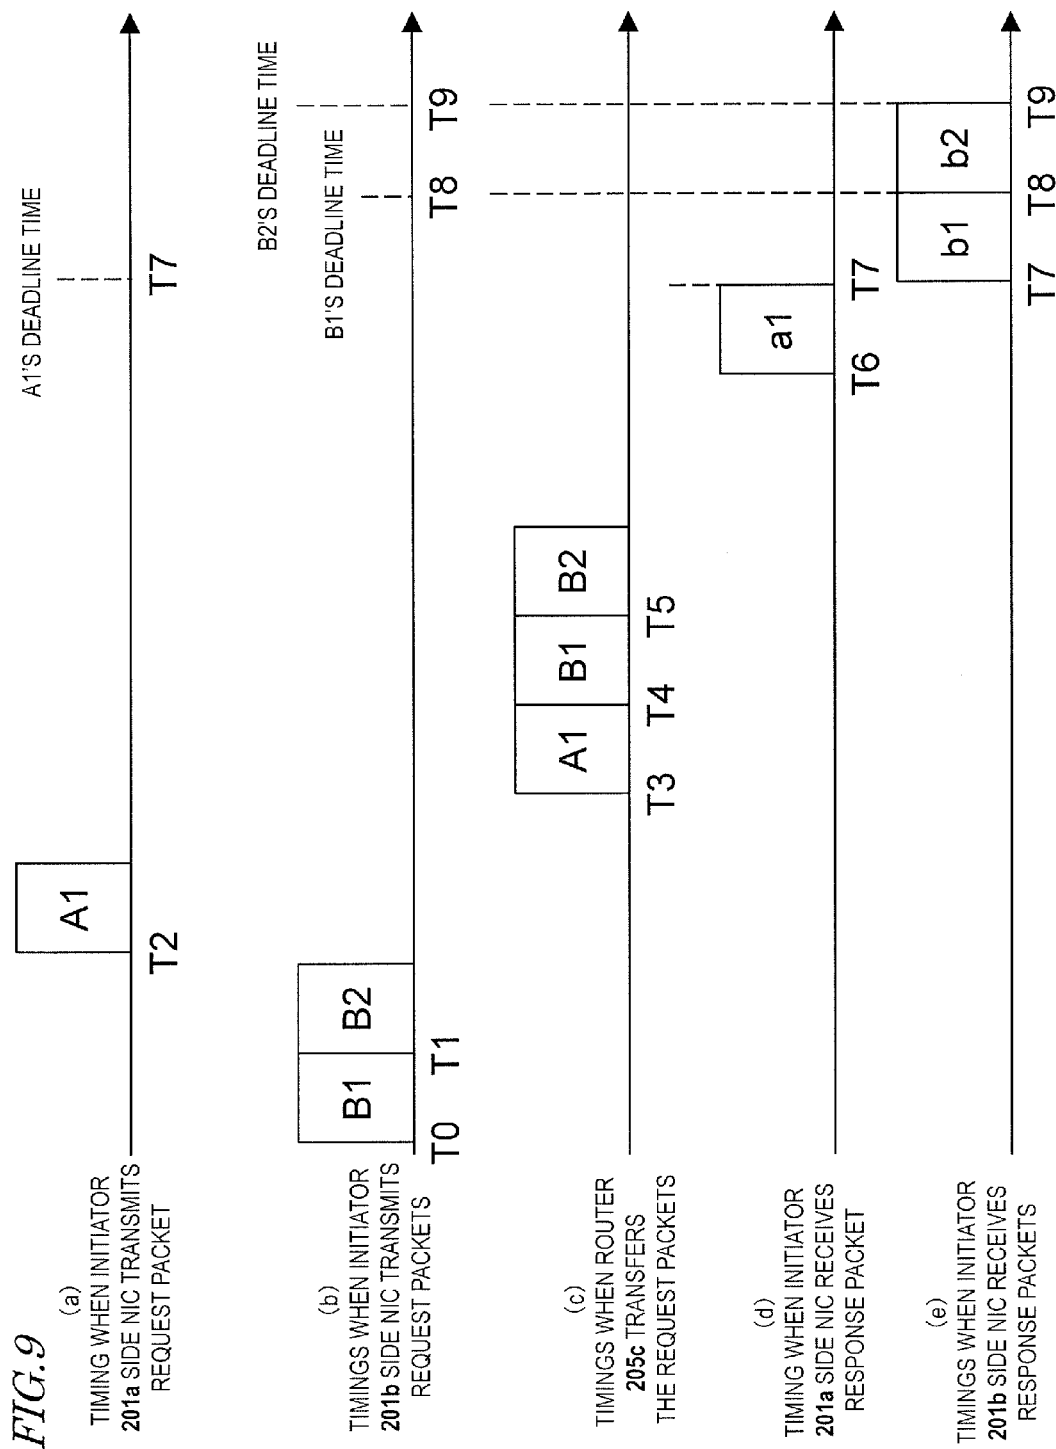 FIG.9
(a)
TIMING WHEN INITIATOR
201a SIDE NIC TRANSMITS
REQUEST PACKET
A1
T2
A1'S DEADLINE TIME
T7
(b)
TIMINGS WHEN INITIATOR
201b SIDE NIC TRANSMITS
REQUEST PACKETS
B1
B2
T0
T1
B1'S DEADLINE TIME
B2'S DEADLINE TIME
T8
T9
(c)
TIMINGS WHEN ROUTER
205c TRANSFERS
THE REQUEST PACKETS
A1
B1
B2
T3
T4
T5
(d)
TIMING WHEN INITIATOR
201a SIDE NIC RECEIVES
RESPONSE PACKET
a1
T6
T7
(e)
TIMINGS WHEN INITIATOR
201b SIDE NIC RECEIVES
RESPONSE PACKETS
b1
b2
T7
T8
T9